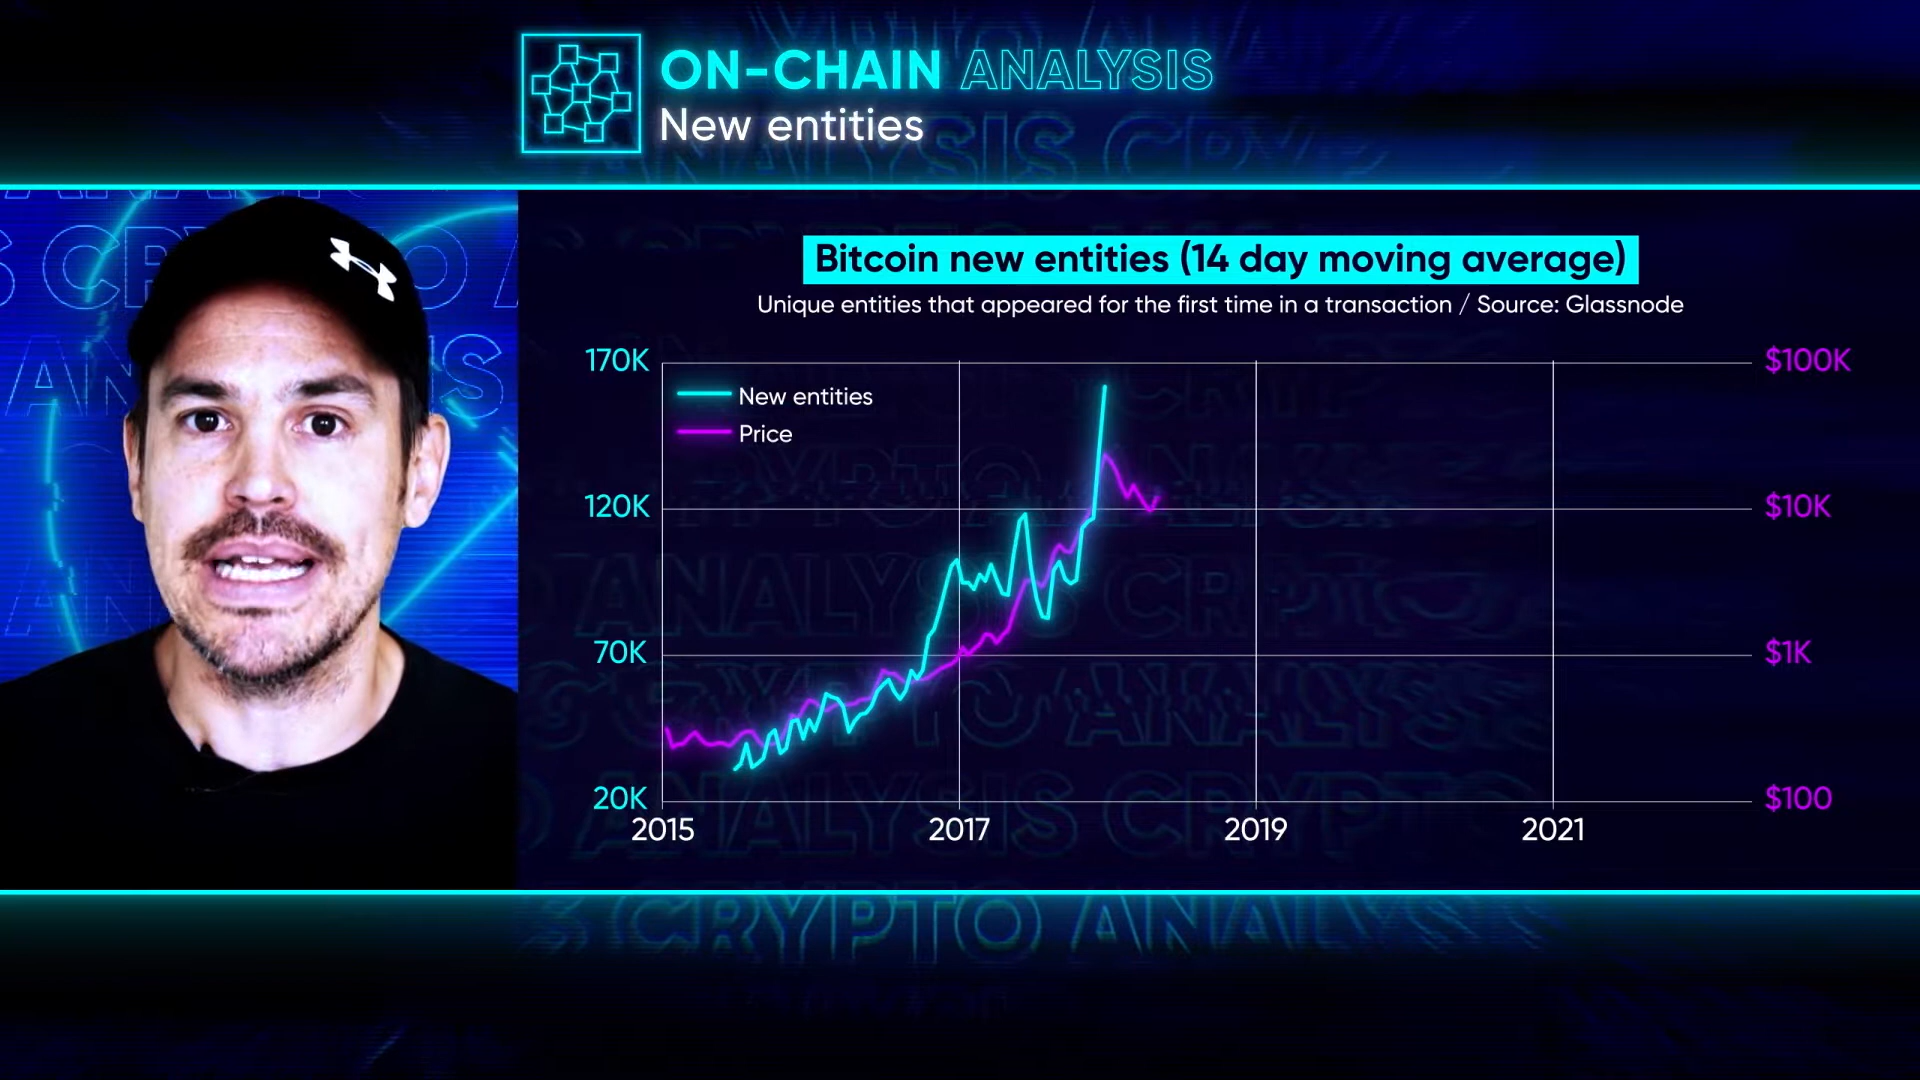 ON-CHAIN ANALYSIS
New entities
Bitcoin new entities (14 day moving average)
Unique entities that appeared for the first time in a transaction / Source: Glassnode
170K
$100K
New entities
Price
120K
$10K
70K
$1K
20K
$100
2015
2017
2019
2021
CRYPTO ANALYSIS